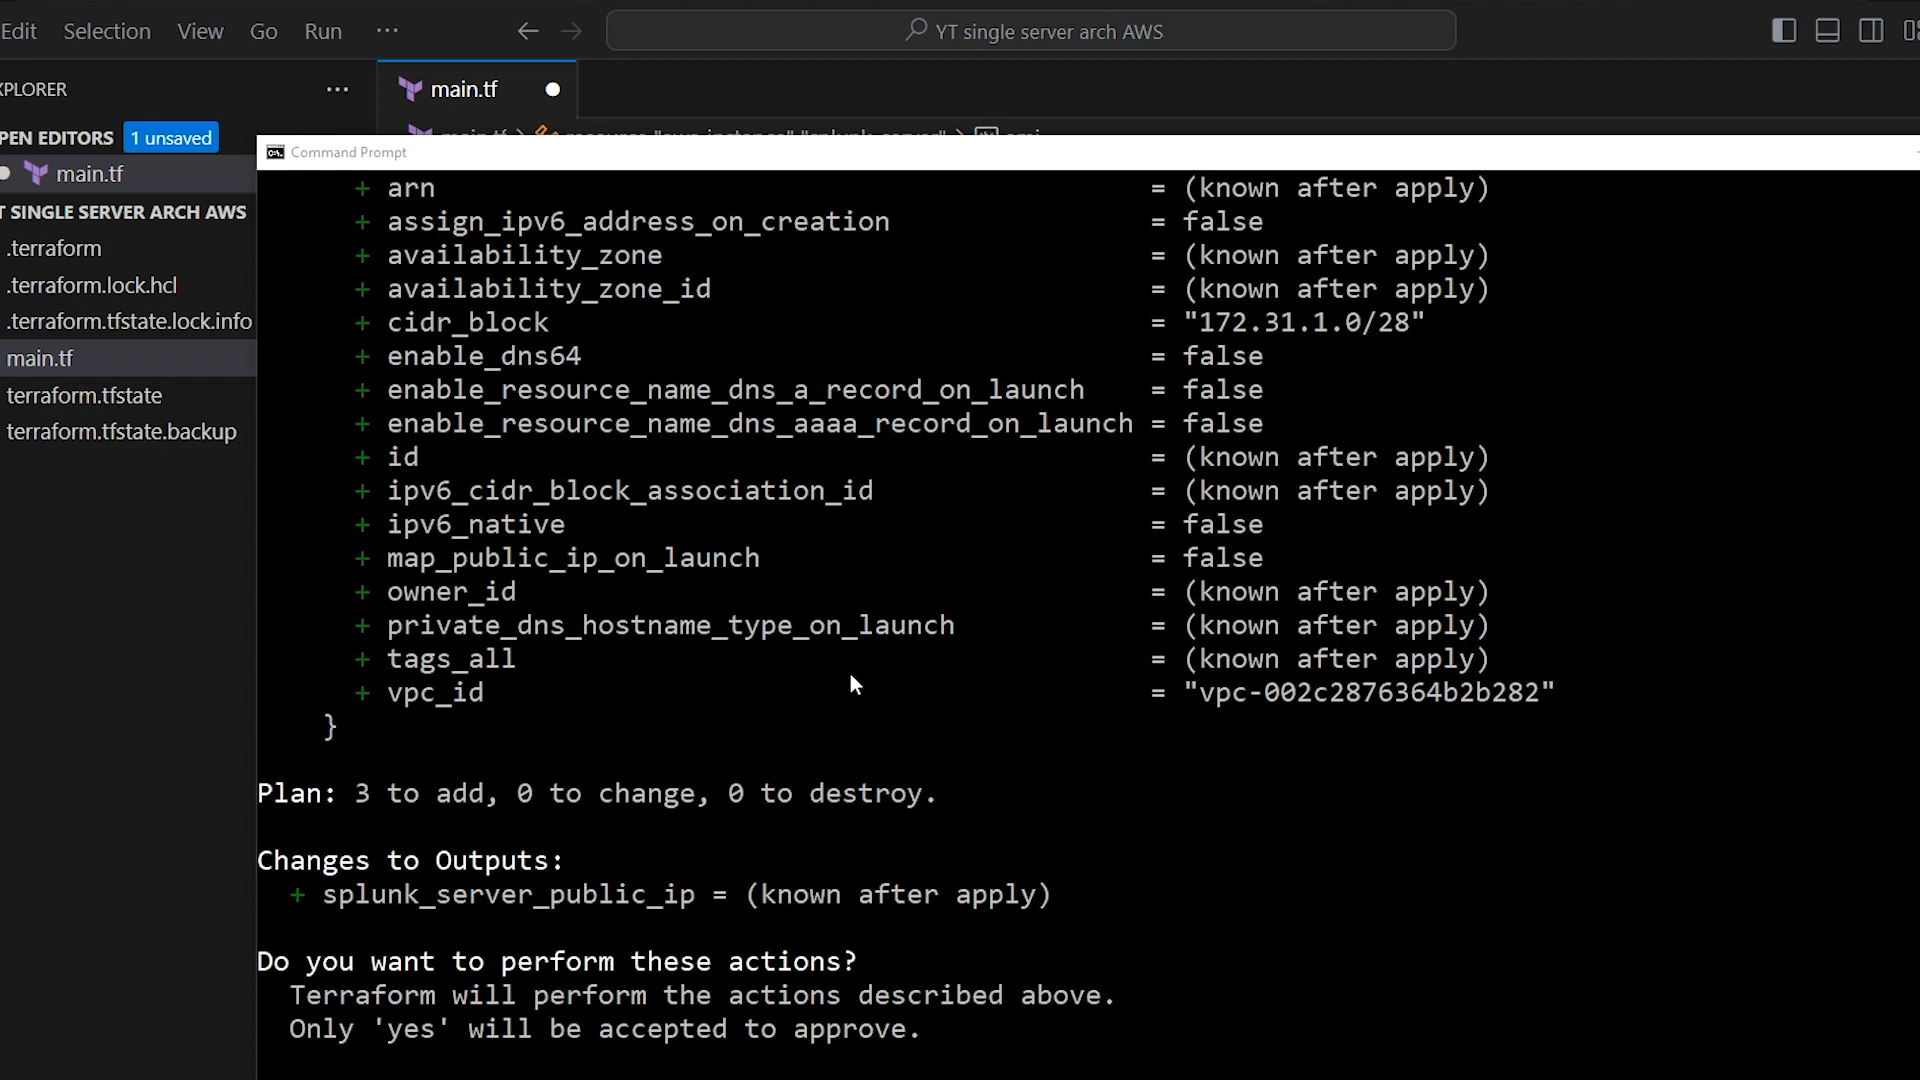 Edit Selection View Go Run ··· ← → YT single server arch AWS
XPLORER ··· main.tf
PEN EDITORS 1 unsaved
main.tf
T SINGLE SERVER ARCH AWS
.terraform
.terraform.lock.hcl
.terraform.tfstate.lock.info
main.tf
terraform.tfstate
terraform.tfstate.backup
main.tf > resource "aws_instance" "splunk_server" > ami
Command Prompt
+ arn = (known after apply)
+ assign_ipv6_address_on_creation = false
+ availability_zone = (known after apply)
+ availability_zone_id = (known after apply)
+ cidr_block = "172.31.1.0/28"
+ enable_dns64 = false
+ enable_resource_name_dns_a_record_on_launch = false
+ enable_resource_name_dns_aaaa_record_on_launch = false
+ id = (known after apply)
+ ipv6_cidr_block_association_id = (known after apply)
+ ipv6_native = false
+ map_public_ip_on_launch = false
+ owner_id = (known after apply)
+ private_dns_hostname_type_on_launch = (known after apply)
+ tags_all = (known after apply)
+ vpc_id = "vpc-002c2876364b2b282"
}
Plan: 3 to add, 0 to change, 0 to destroy.
Changes to Outputs:
+ splunk_server_public_ip = (known after apply)
Do you want to perform these actions?
Terraform will perform the actions described above.
Only 'yes' will be accepted to approve.